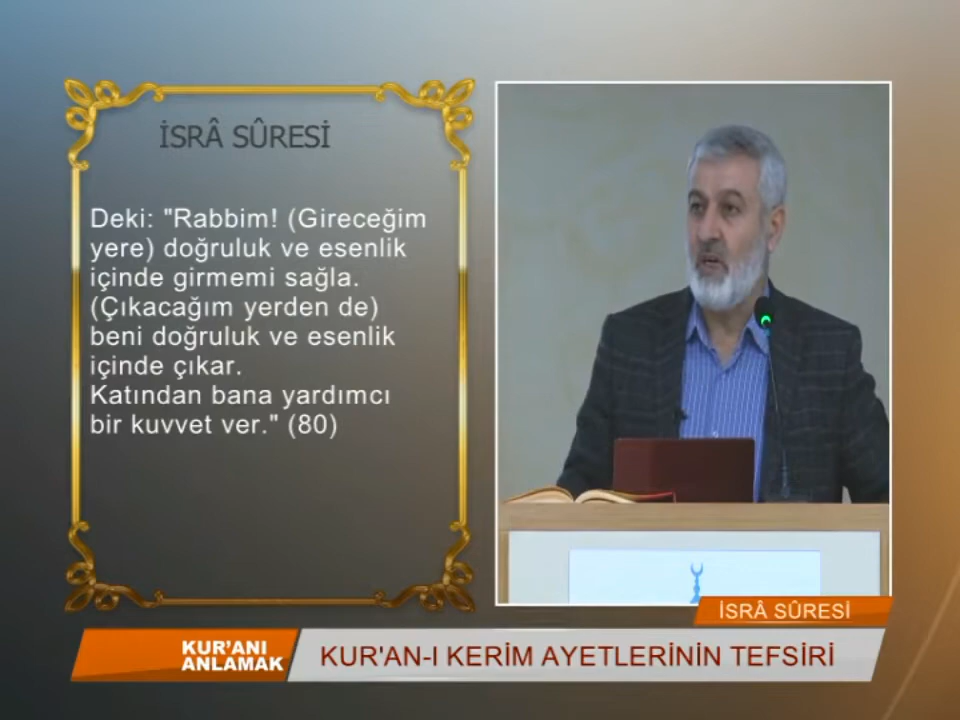 İSRÂ SÛRESİ
Deki: "Rabbim! (Gireceğim
yere) doğruluk ve esenlik
içinde girmemi sağla.
(Çıkacağım yerden de)
beni doğruluk ve esenlik
içinde çıkar.
Katından bana yardımcı
bir kuvvet ver." (80)
İSRÂ SÛRESİ
KUR'ANI
ANLAMAK
KUR'AN-I KERİM AYETLERİNİN TEFSİRİ